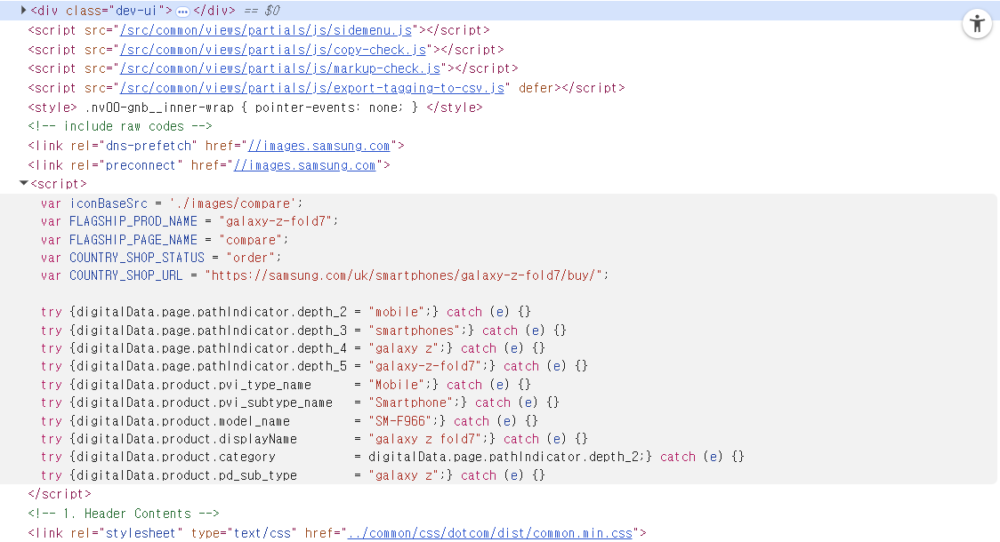 <div class="dev-ui"> … </div> == $0
<script src="/src/common/views/partials/js/sidemenu.js"></script>
<script src="/src/common/views/partials/js/copy-check.js"></script>
<script src="/src/common/views/partials/js/markup-check.js"></script>
<script src="/src/common/views/partials/js/export-tagging-to-csv.js" defer></script>
<style> .nv00-gnb__inner-wrap { pointer-events: none; } </style>
<!-- include raw codes -->
<link rel="dns-prefetch" href="//images.samsung.com">
<link rel="preconnect" href="//images.samsung.com">
<script>
var iconBaseSrc = './images/compare';
var FLAGSHIP_PROD_NAME = "galaxy-z-fold7";
var FLAGSHIP_PAGE_NAME = "compare";
var COUNTRY_SHOP_STATUS = "order";
var COUNTRY_SHOP_URL = "https://samsung.com/uk/smartphones/galaxy-z-fold7/buy/";
try {digitalData.page.pathIndicator.depth_2 = "mobile";} catch (e) {}
try {digitalData.page.pathIndicator.depth_3 = "smartphones";} catch (e) {}
try {digitalData.page.pathIndicator.depth_4 = "galaxy z";} catch (e) {}
try {digitalData.page.pathIndicator.depth_5 = "galaxy-z-fold7";} catch (e) {}
try {digitalData.product.pvi_type_name = "Mobile";} catch (e) {}
try {digitalData.product.pvi_subtype_name = "Smartphone";} catch (e) {}
try {digitalData.product.model_name = "SM-F966";} catch (e) {}
try {digitalData.product.displayName = "galaxy z fold7";} catch (e) {}
try {digitalData.product.category = digitalData.page.pathIndicator.depth_2;} catch (e) {}
try {digitalData.product.pd_sub_type = "galaxy z";} catch (e) {}
</script>
<!-- 1. Header Contents -->
<link rel="stylesheet" type="text/css" href="../common/css/dotcom/dist/common.min.css">